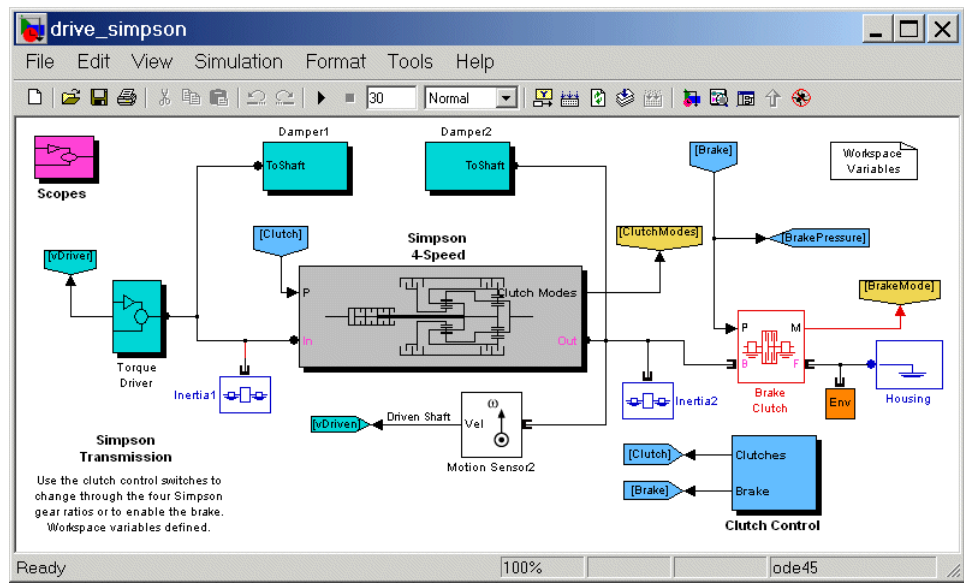 drive_simpson
File Edit View Simulation Format Tools Help
30 Normal
Damper1
ToShaft
Damper2
ToShaft
[Brake]
Workspace
Variables
Scopes
[Clutch]
Simpson
4-Speed
[ClutchModes]
[BrakePressure]
[vDriver]
P
Clutch Modes
In
Out
[BrakeMode]
P M
B F
Torque
Driver
Inertia1
Inertia2
Brake
Clutch
Env
Housing
[vDriven]
Driven Shaft
ω
Vel
Motion Sensor2
Simpson
Transmission
Use the clutch control switches to
change through the four Simpson
gear ratios or to enable the brake.
Workspace variables defined.
[Clutch]
Clutches
[Brake]
Brake
Clutch Control
Ready 100% ode45